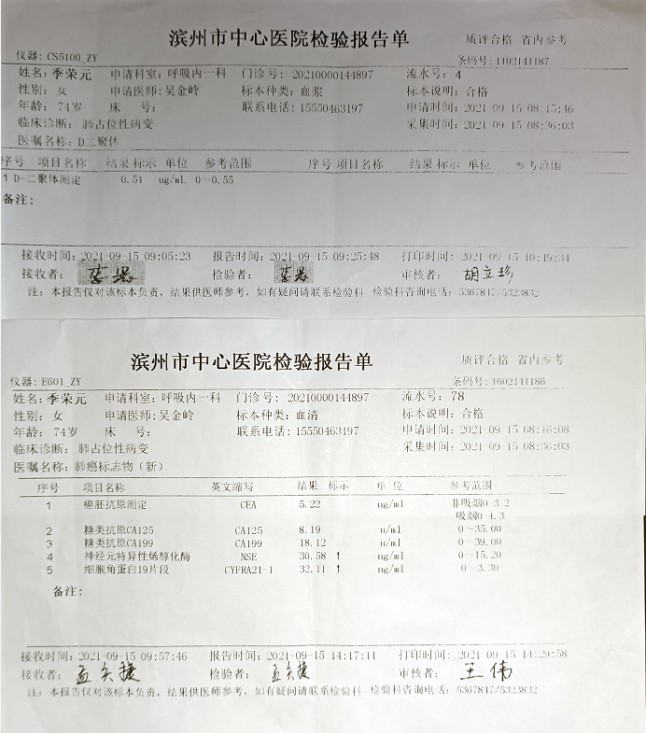 滨州市中心医院检验报告单 质评合格 省内参考
仪器: CS5100_ZY 条码号: 1102141187
姓名: 季荣元 申请科室: 呼吸内一科 门诊号: 20210000144897 流水号: 4
性别: 女 申请医师: 吴金岭 标本种类: 血浆 标本说明: 合格
年龄: 74岁 床 号: 联系电话: 15550463197 申请时间: 2021-09-15 08:15:46
临床诊断: 肺占位性病变 采集时间: 2021-09-15 08:36:03
医嘱名称: D二聚体
序号 项目名称 结果 标示 单位 参考范围 序号 项目名称 结果 标示 单位 参考范围
1 D-二聚体测定 0.54 ug/mL 0-0.55
备注:
接收时间: 2021-09-15 09:05:23 报告时间: 2021-09-15 09:25:48 打印时间: 2021-09-15 10:19:34
接收者: 检验者: 审核者: 胡立珍
注: 本报告仅对该标本负责, 结果供医师参考, 如有疑问请联系检验科 检验科咨询电话: 5367847/5323832
滨州市中心医院检验报告单 质评合格 省内参考
仪器: E601_ZY 条码号: 1602141186
姓名: 季荣元 申请科室: 呼吸内一科 门诊号: 20210000144897 流水号: 78
性别: 女 申请医师: 吴金岭 标本种类: 血清 标本说明: 合格
年龄: 74岁 床 号: 联系电话: 15550463197 申请时间: 2021-09-15 08:16:08
临床诊断: 肺占位性病变 采集时间: 2021-09-15 08:36:03
医嘱名称: 肺癌标志物(新)
序号 项目名称 英文缩写 结果 标示 单 位 参考范围
1 癌胚抗原测定 CEA 5.22 ng/ml 非吸烟0-3.2
吸烟0-4.3
2 糖类抗原CA125 CA125 8.19 u/ml 0-35.00
3 糖类抗原CA199 CA199 18.12 u/ml 0-39.00
4 神经元特异性烯醇化酶 NSE 30.58 ↑ ng/ml 0-15.20
5 细胞角蛋白19片段 CYFRA21-1 32.11 ↑ ng/ml 0-3.30
备注:
接收时间: 2021-09-15 09:57:46 报告时间: 2021-09-15 14:17:11 打印时间: 2021-09-15 14:29:58
接收者: 检验者: 审核者: 王伟
注: 本报告仅对该标本负责, 结果供医师参考, 如有疑问请联系检验科 检验科咨询电话: 5367847/5323832